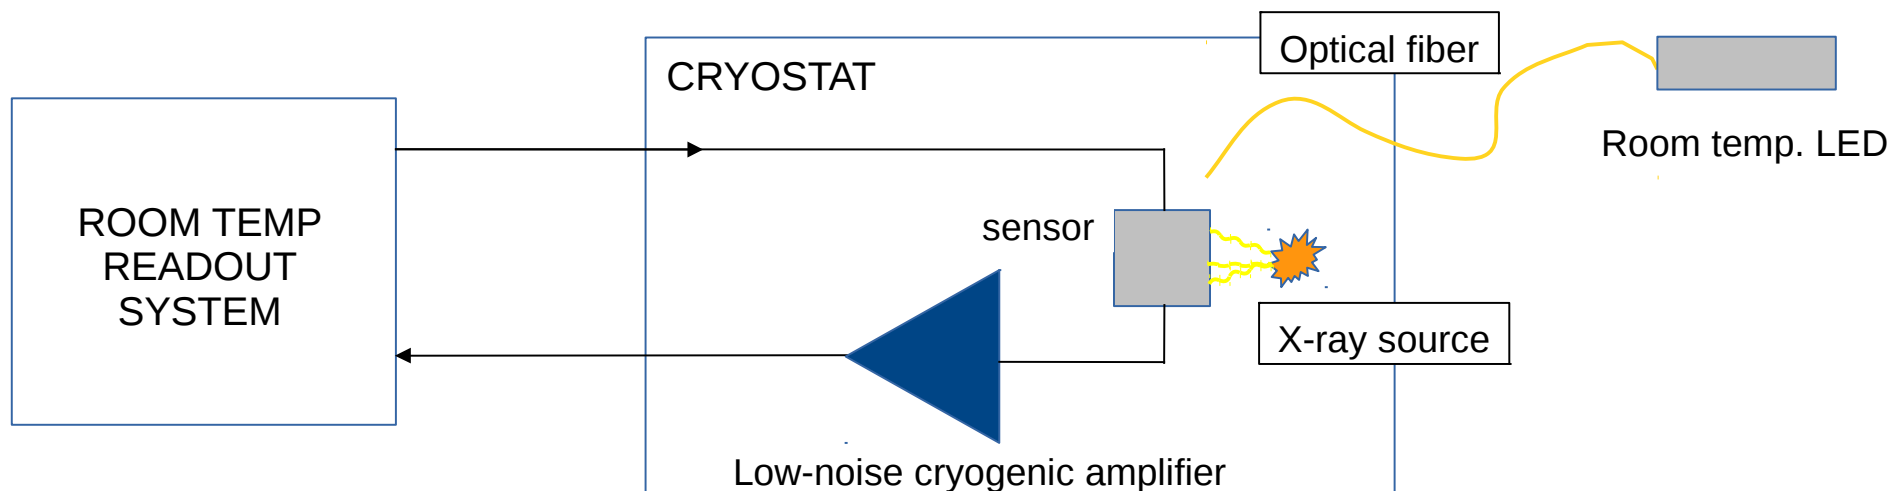 CRYOSTAT
Optical fiber
Room temp. LED
ROOM TEMP
READOUT
SYSTEM
sensor
X-ray source
Low-noise cryogenic amplifier